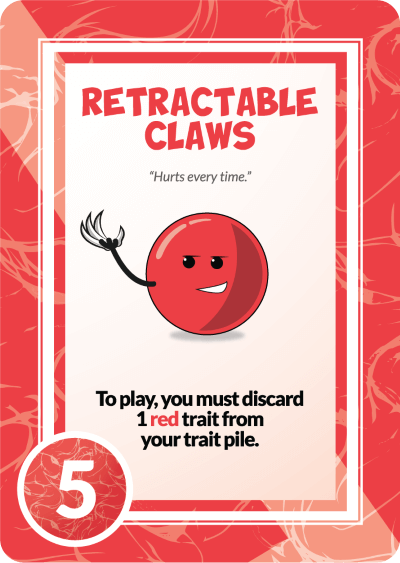 RETRACTABLE
CLAWS
“Hurts every time.”
To play, you must discard
1 red trait from
your trait pile.
5